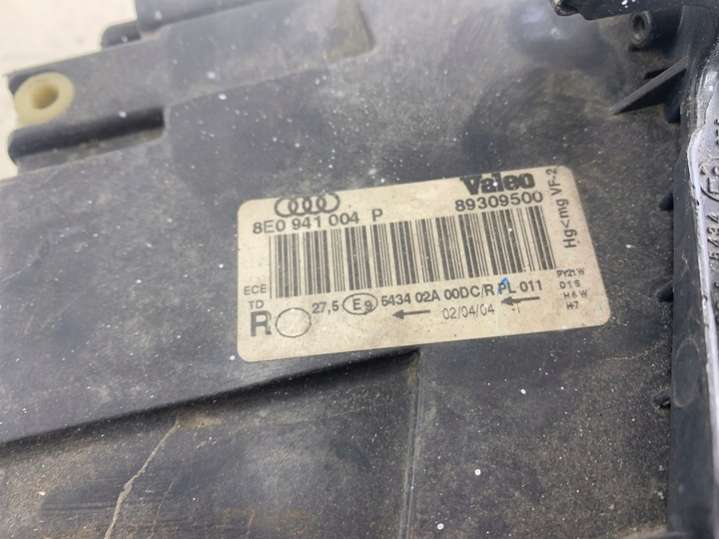 Valeo
8E0 941 004 P
89309500
Hg<mg VF-2
ECE
TD
R
27,5 E9 5434 02A 00DC/R PL 011
02/04/04
PY21W
D1S
H6W
H7